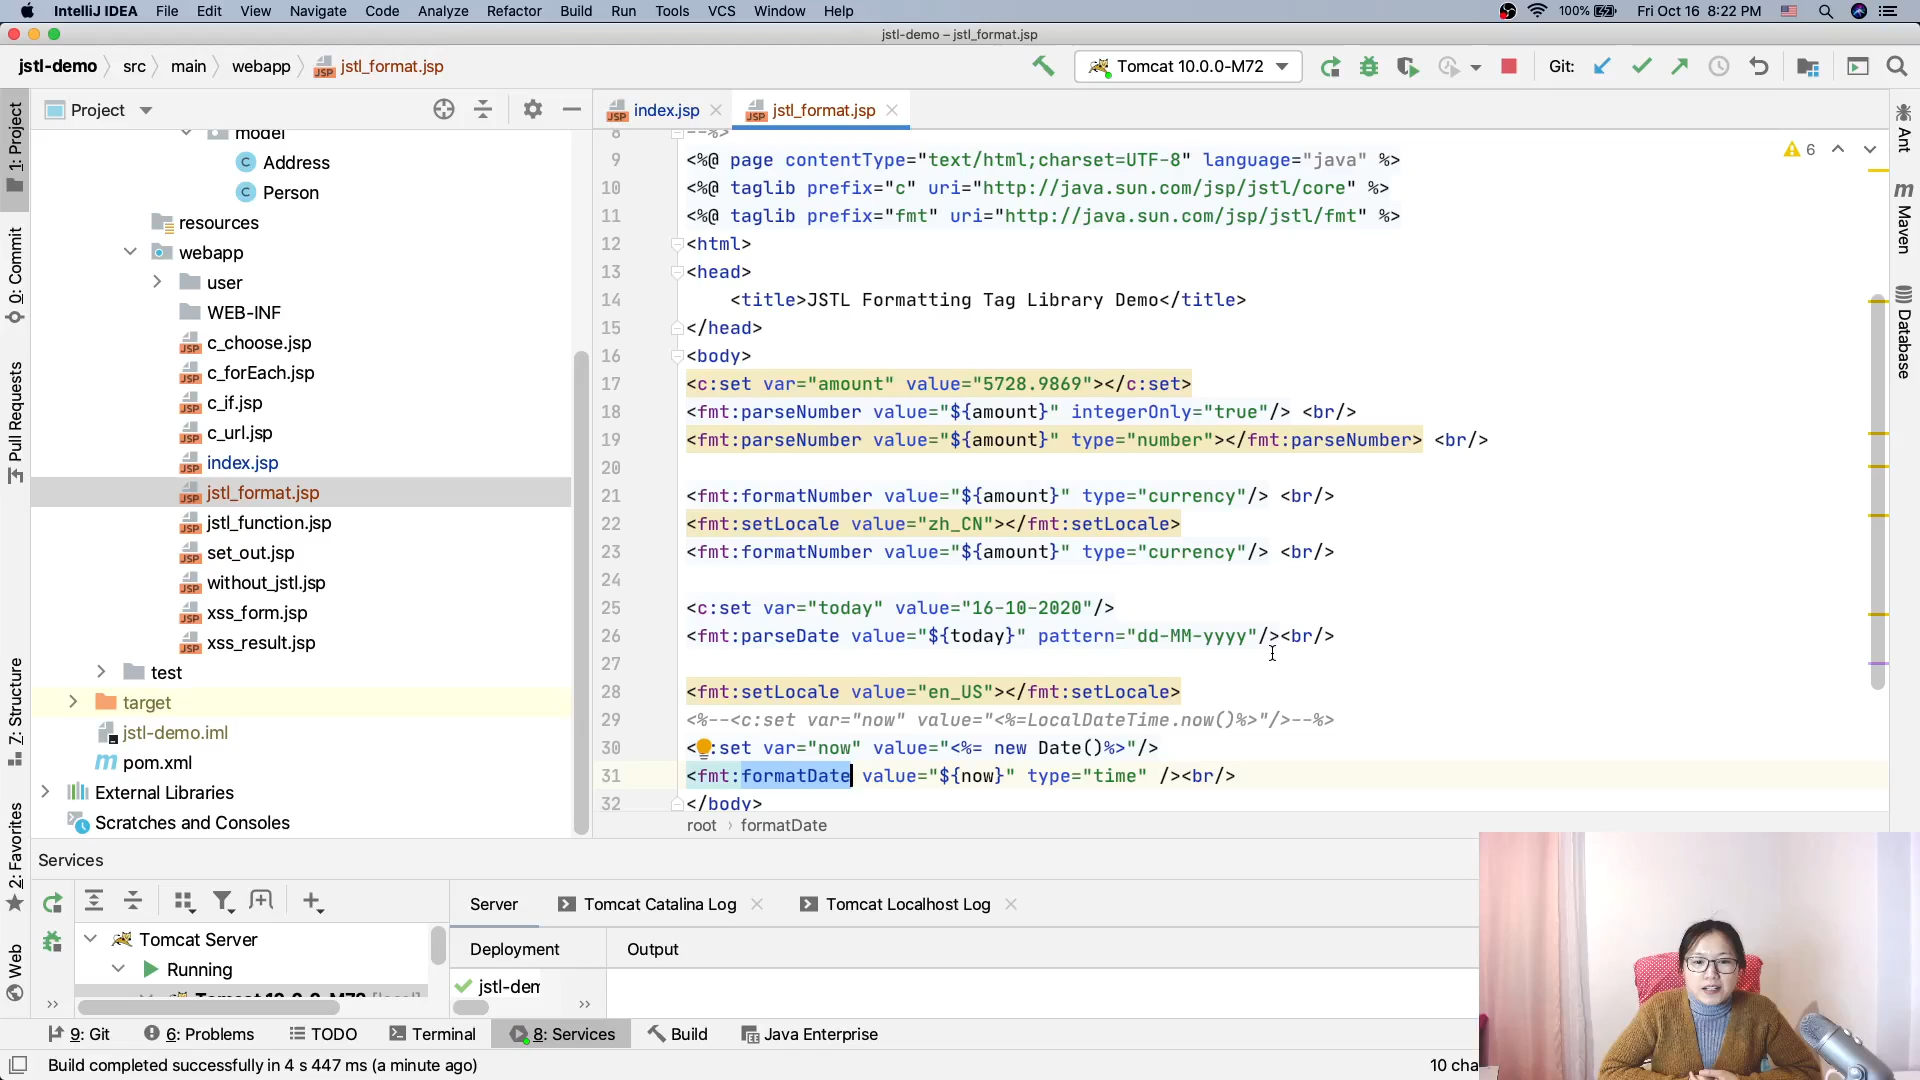 IntelliJ IDEA File Edit View Navigate Code Analyze Refactor Build Run Tools VCS Window Help 100% Fri Oct 16 8:22 PM
jstl-demo – jstl_format.jsp
jstl-demo src main webapp jstl_format.jsp Tomcat 10.0.0-M72 Git:
Project index.jsp jstl_format.jsp
1: Project
0: Commit
Pull Requests
Z: Structure
2: Favorites
Web
model
Address
Person
resources
webapp
user
WEB-INF
c_choose.jsp
c_forEach.jsp
c_if.jsp
c_url.jsp
index.jsp
jstl_format.jsp
jstl_function.jsp
set_out.jsp
without_jstl.jsp
xss_form.jsp
xss_result.jsp
test
target
jstl-demo.iml
pom.xml
External Libraries
Scratches and Consoles
8 --%>
9 <%@ page contentType="text/html;charset=UTF-8" language="java" %>
10 <%@ taglib prefix="c" uri="http://java.sun.com/jsp/jstl/core" %>
11 <%@ taglib prefix="fmt" uri="http://java.sun.com/jsp/jstl/fmt" %>
12 <html>
13 <head>
14 <title>JSTL Formatting Tag Library Demo</title>
15 </head>
16 <body>
17 <c:set var="amount" value="5728.9869"></c:set>
18 <fmt:parseNumber value="${amount}" integerOnly="true"/> <br/>
19 <fmt:parseNumber value="${amount}" type="number"></fmt:parseNumber> <br/>
20
21 <fmt:formatNumber value="${amount}" type="currency"/> <br/>
22 <fmt:setLocale value="zh_CN"></fmt:setLocale>
23 <fmt:formatNumber value="${amount}" type="currency"/> <br/>
24
25 <c:set var="today" value="16-10-2020"/>
26 <fmt:parseDate value="${today}" pattern="dd-MM-yyyy"/><br/>
27
28 <fmt:setLocale value="en_US"></fmt:setLocale>
29 <%--<c:set var="now" value="<%=LocalDateTime.now()%>"/>--%>
30 <:set var="now" value="<%= new Date()%>"/>
31 <fmt:formatDate value="${now}" type="time" /><br/>
32 </body>
6
root › formatDate
Ant
Maven
Database
Services
Server Tomcat Catalina Log Tomcat Localhost Log
Tomcat Server
Running
Deployment Output
jstl-dem
9: Git 6: Problems TODO Terminal 8: Services Build Java Enterprise
Build completed successfully in 4 s 447 ms (a minute ago) 10 cha